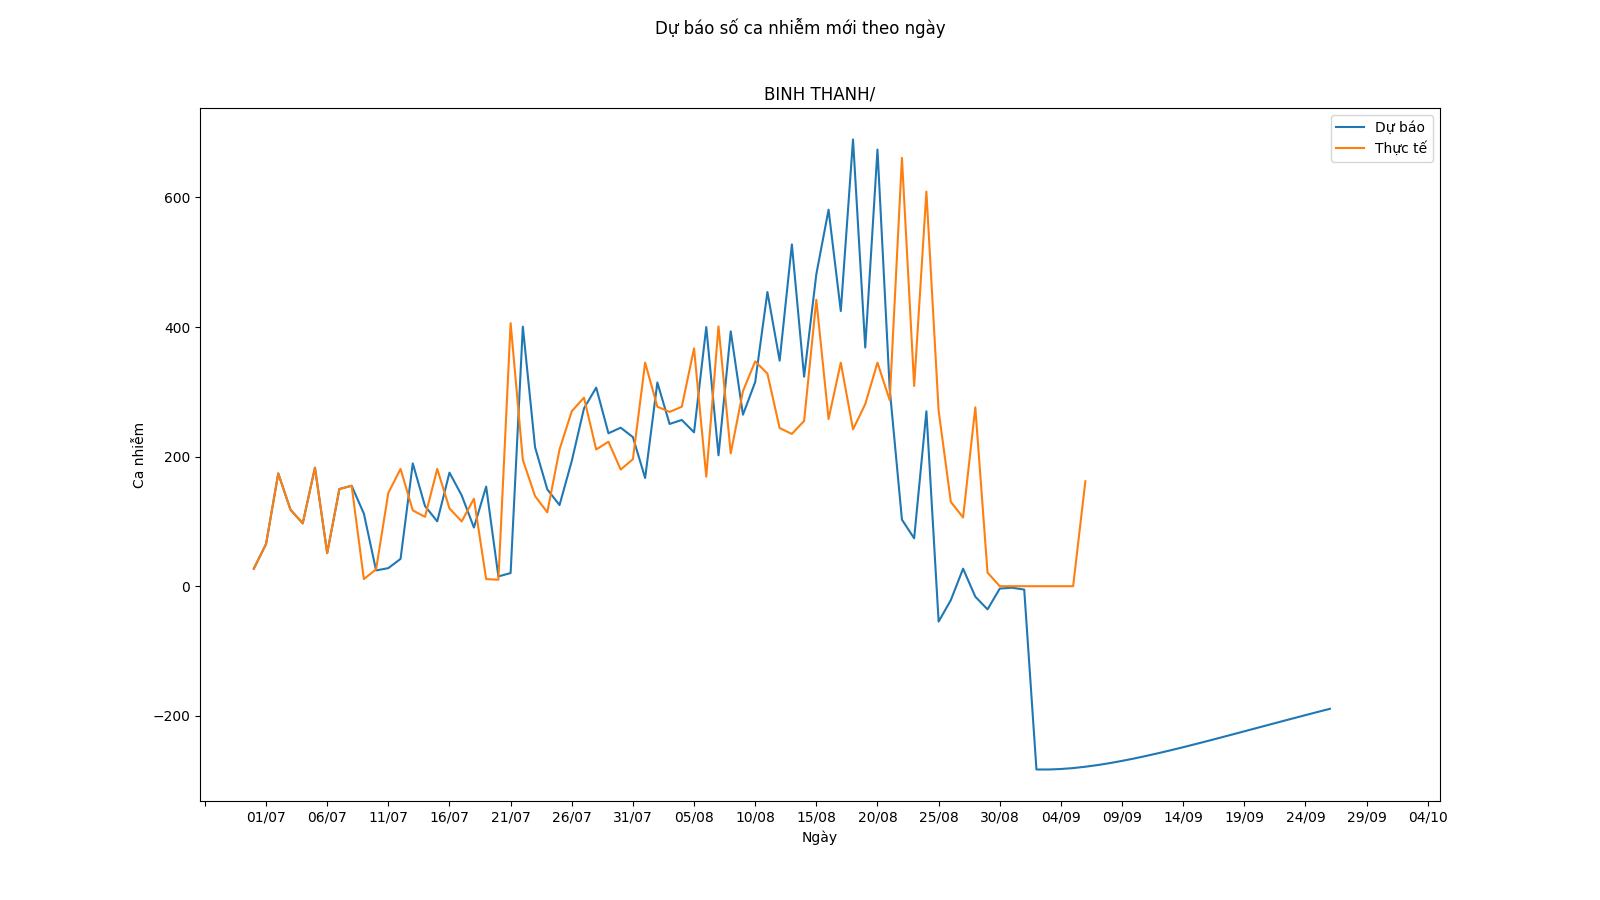 Dự báo số ca nhiễm mới theo ngày
BINH THANH/
Dự báo
Thực tế
600
400
200
0
−200
Ca nhiễm
01/07 06/07 11/07 16/07 21/07 26/07 31/07 05/08 10/08 15/08 20/08 25/08 30/08 04/09 09/09 14/09 19/09 24/09 29/09 04/10
Ngày